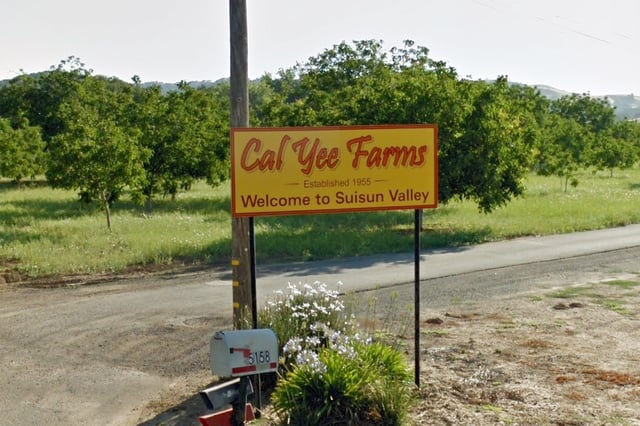 Cal Yee Farms
Established 1955
Welcome to Suisun Valley
5158